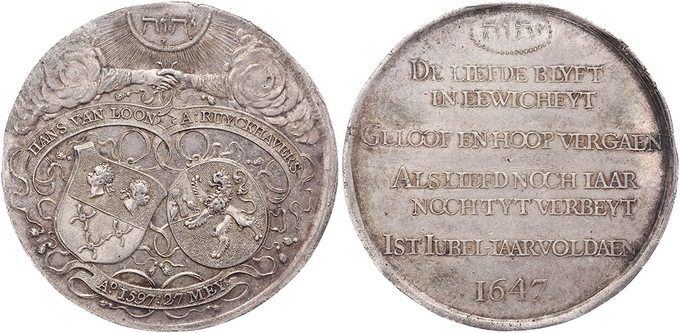 יהוה
HANS VAN LOON
A: RUYCKHAVERS
Aº. 1597: 27 MEY.
יהוה
DE LIEFDE BLYFT
IN EEWICHEYT
GELOOF EN HOOP VERGAEN
ALS LIEFD NOCH IAAR
NOCH TYT VERBEYT
IST IUBEL-IAAR VOLDAEN
1647